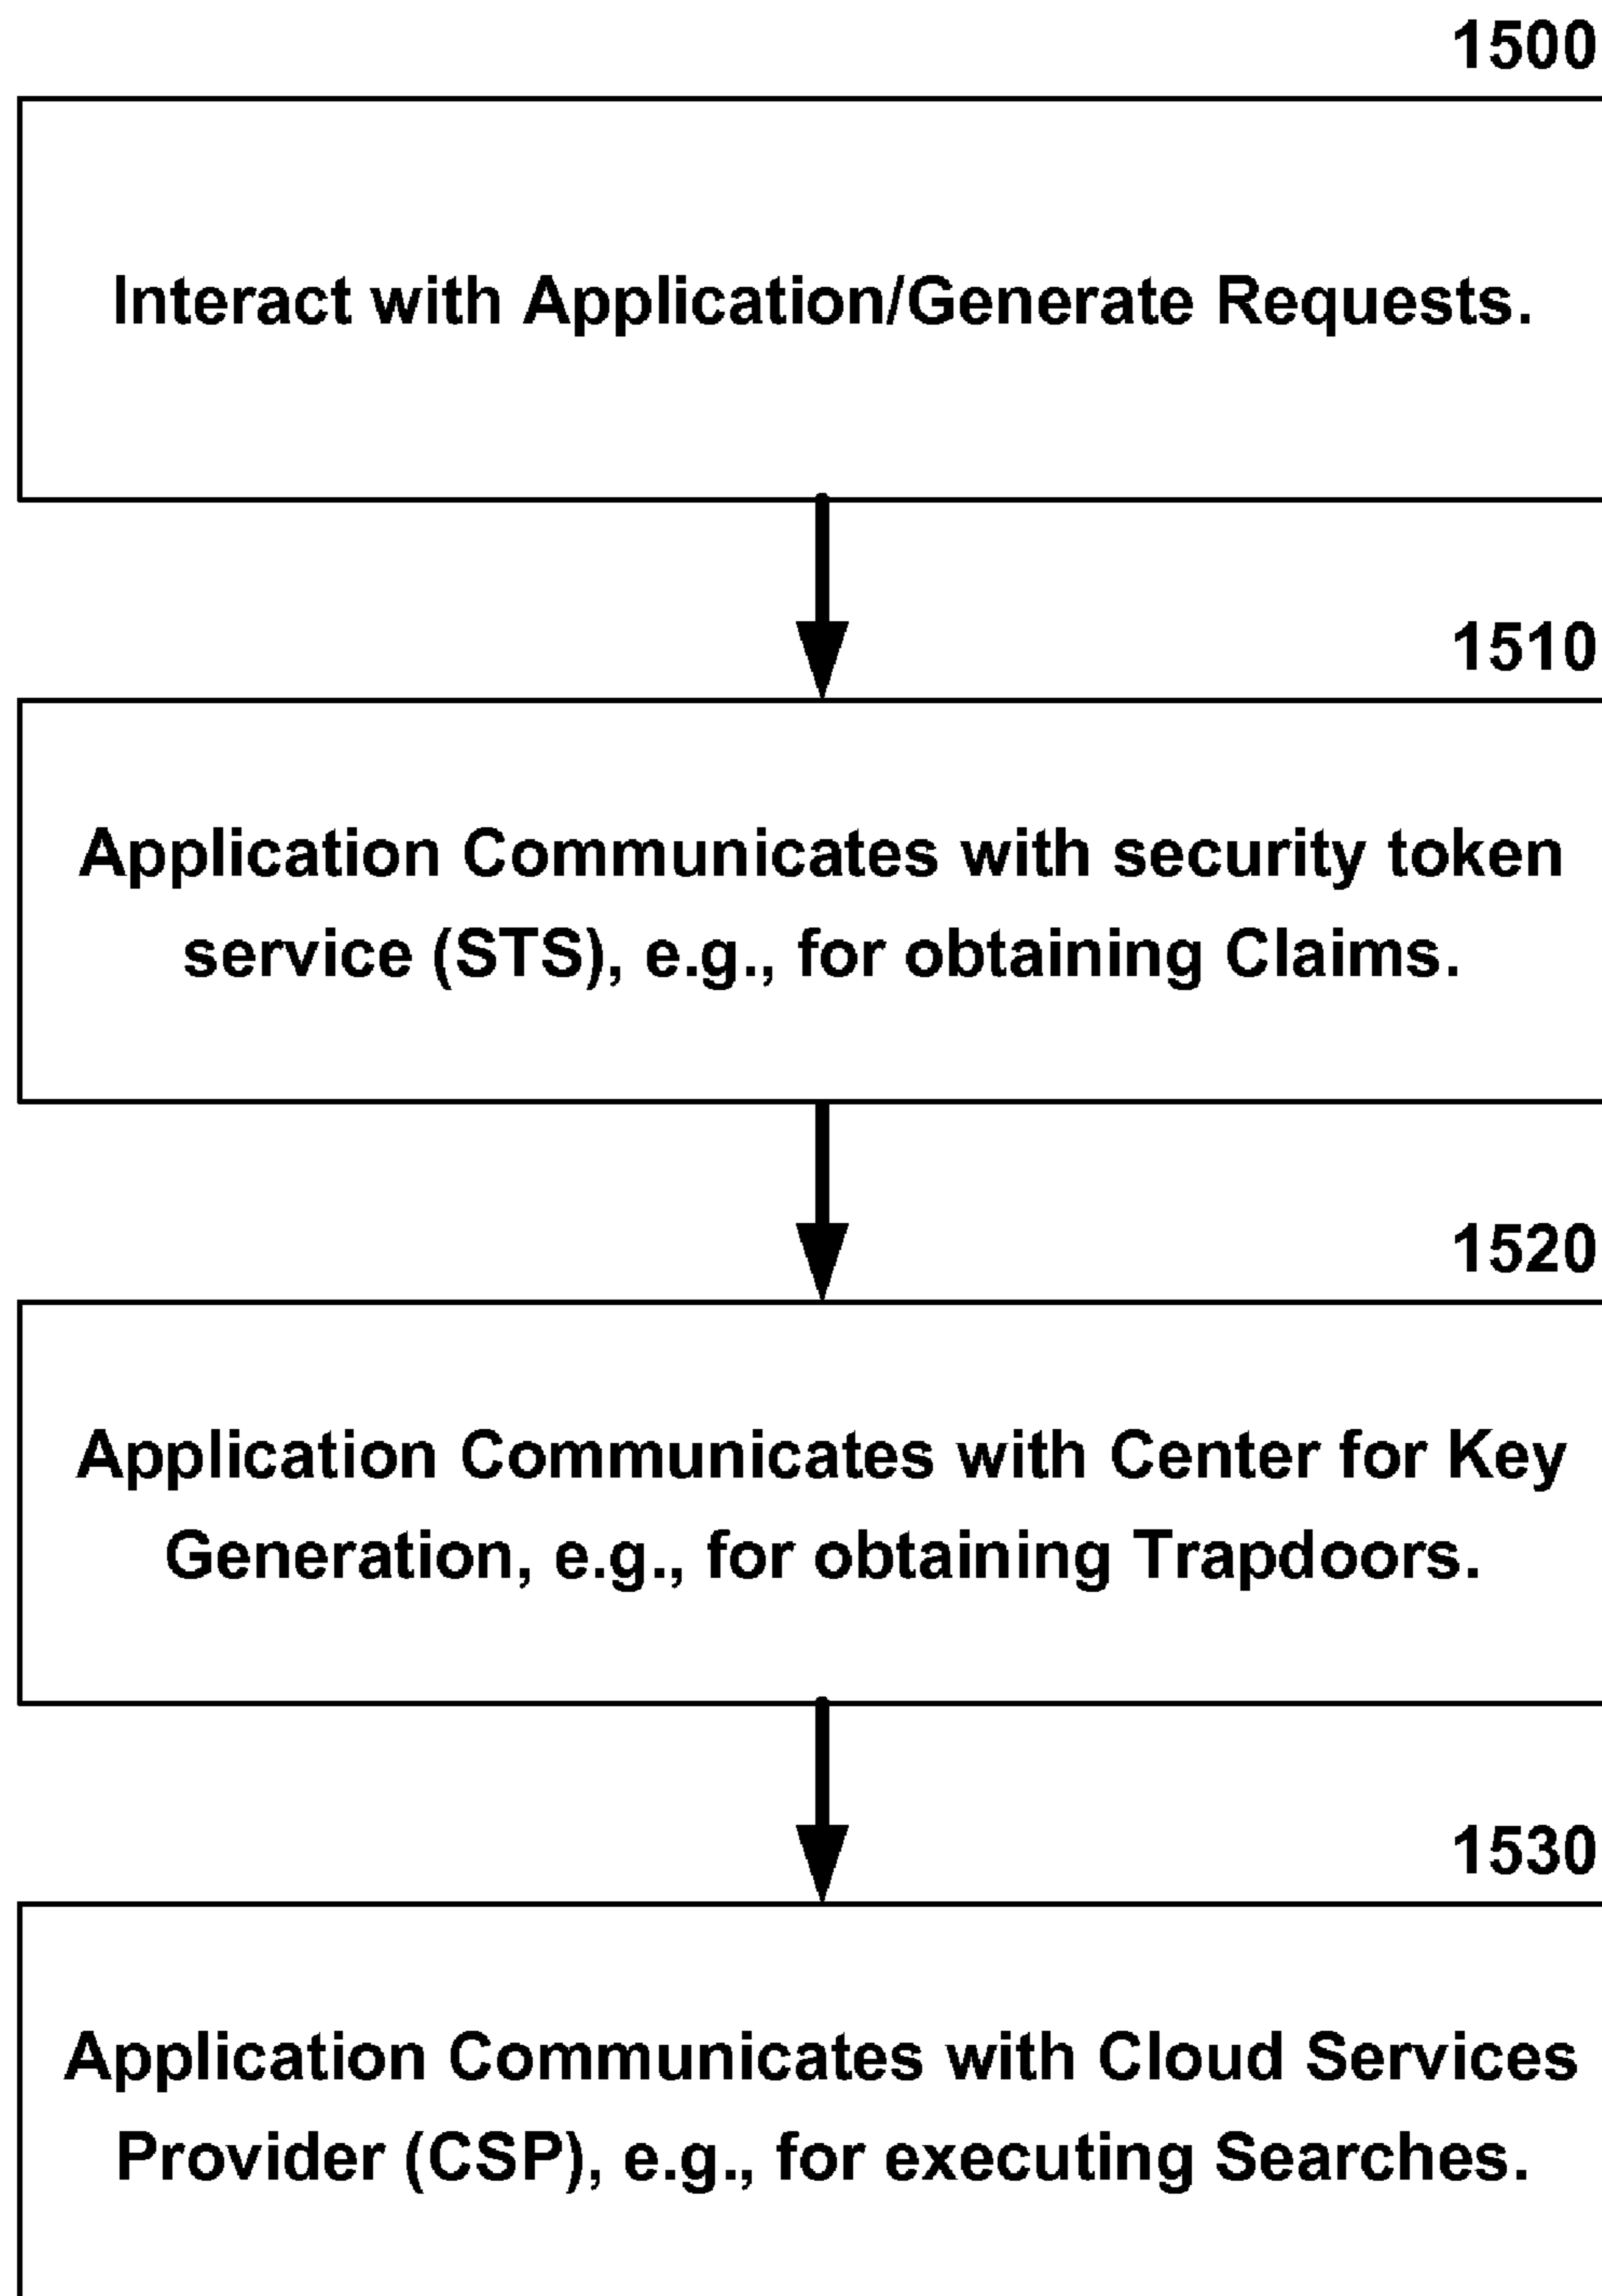 1500
Interact with Application/Generate Requests.
1510
Application Communicates with security token
service (STS), e.g., for obtaining Claims.
1520
Application Communicates with Center for Key
Generation, e.g., for obtaining Trapdoors.
1530
Application Communicates with Cloud Services
Provider (CSP), e.g., for executing Searches.